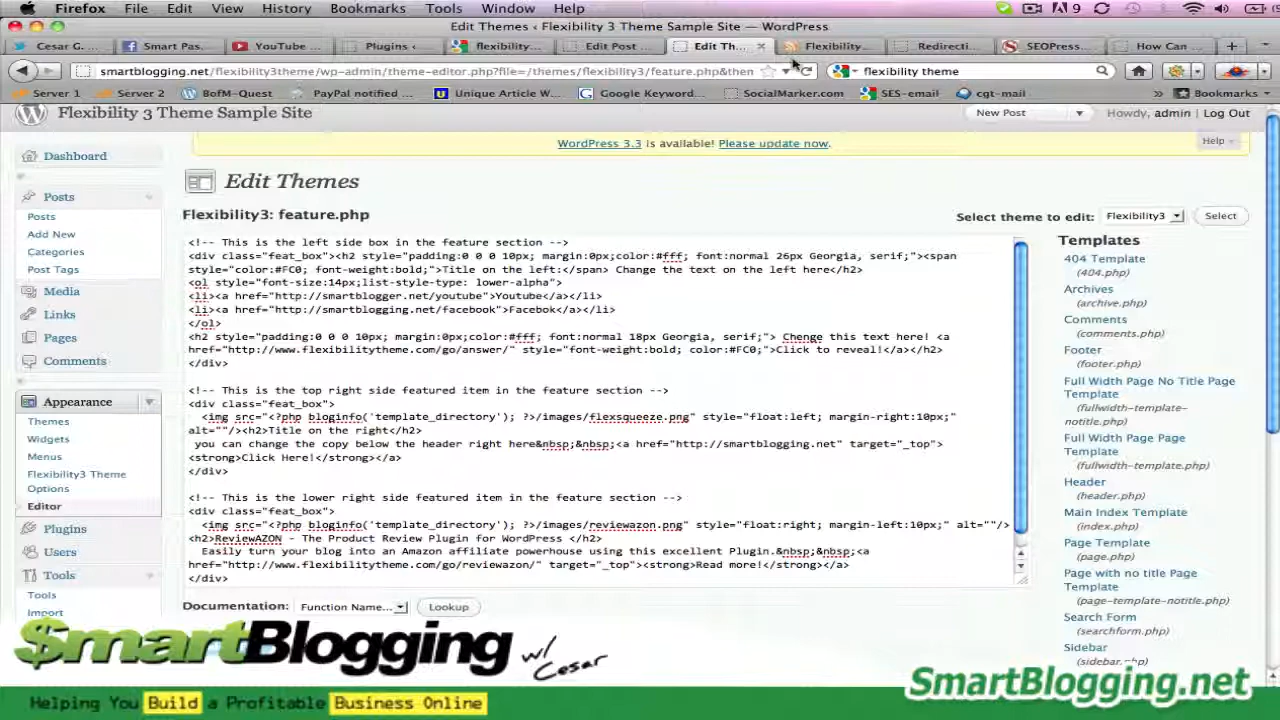 Firefox File Edit View History Bookmarks Tools Window Help 9
Edit Themes ‹ Flexibility 3 Theme Sample Site — WordPress
Cesar G. ... Smart Pas... YouTube ... Plugins ‹ ... flexibility... Edit Post ... Edit Th... Flexibility... Redirecti... SEOPress... How Can ...
smartblogging.net/flexibility3theme/wp-admin/theme-editor.php?file=/themes/flexibility3/feature.php&then flexibility theme
Server 1 Server 2 BofM-Quest PayPal notified ... Unique Article W... Google Keyword... SocialMarker.com SES-email cgt-mail » Bookmarks
Flexibility 3 Theme Sample Site New Post Howdy, admin | Log Out
WordPress 3.3 is available! Please update now. Help
Dashboard
Posts
Posts
Add New
Categories
Post Tags
Media
Links
Pages
Comments
Appearance
Themes
Widgets
Menus
Flexibility3 Theme
Options
Editor
Plugins
Users
Tools
Tools
Import
Edit Themes
Flexibility3: feature.php Select theme to edit: Flexibility3 Select
<!-- This is the left side box in the feature section -->
<div class="feat_box"><h2 style="padding:0 0 0 10px; margin:0px;color:#fff; font:normal 26px Georgia, serif;"><span
style="color:#FC0; font-weight:bold;">Title on the left:</span> Change the text on the left here</h2>
<ol style="font-size:14px;list-style-type: lower-alpha">
<li><a href="http://smartblogger.net/youtube">Youtube</a></li>
<li><a href="http://smartblogging.net/facebook">Facebok</a></li>
</ol>
<h2 style="padding:0 0 0 10px; margin:0px;color:#fff; font:normal 18px Georgia, serif;"> Chenge this text here! <a
href="http://www.flexibilitytheme.com/go/answer/" style="font-weight:bold; color:#FC0;">Click to reveal!</a></h2>
</div>
<!-- This is the top right side featured item in the feature section -->
<div class="feat_box">
<img src="<?php bloginfo('template_directory'); ?>/images/flexsqueeze.png" style="float:left; margin-right:10px;"
alt=""/><h2>Title on the right</h2>
you can change the copy below the header right here&nbsp;&nbsp;<a href="http://smartblogging.net" target="_top">
<strong>Click Here!</strong></a>
</div>
<!-- This is the lower right side featured item in the feature section -->
<div class="feat_box">
<img src="<?php bloginfo('template_directory'); ?>/images/reviewazon.png" style="float:right; margin-left:10px;" alt=""/>
<h2>ReviewAZON - The Product Review Plugin for WordPress </h2>
Easily turn your blog into an Amazon affiliate powerhouse using this excellent Plugin.&nbsp;&nbsp;<a
href="http://www.flexibilitytheme.com/go/reviewazon/" target="_top"><strong>Read more!</strong></a>
</div>
Documentation: Function Name... Lookup
Templates
404 Template
(404.php)
Archives
(archive.php)
Comments
(comments.php)
Footer
(footer.php)
Full Width Page No Title Page
Template
(fullwidth-template-
notitle.php)
Full Width Page Page
Template
(fullwidth-template.php)
Header
(header.php)
Main Index Template
(index.php)
Page Template
(page.php)
Page with no title Page
Template
(page-template-notitle.php)
Search Form
(searchform.php)
Sidebar
(sidebar.php)
$martBlogging w/ Cesar
SmartBlogging.net
Helping You Build a Profitable Business Online